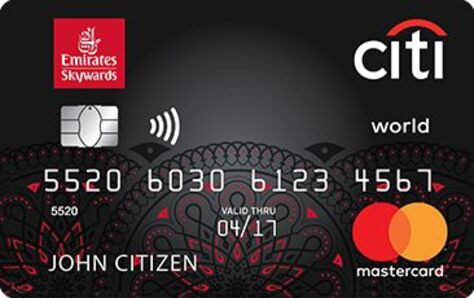 Emirates
Skywards
citi
world
5520 6030 6123 4567
5520
VALID THRU
04/17
JOHN CITIZEN
mastercard